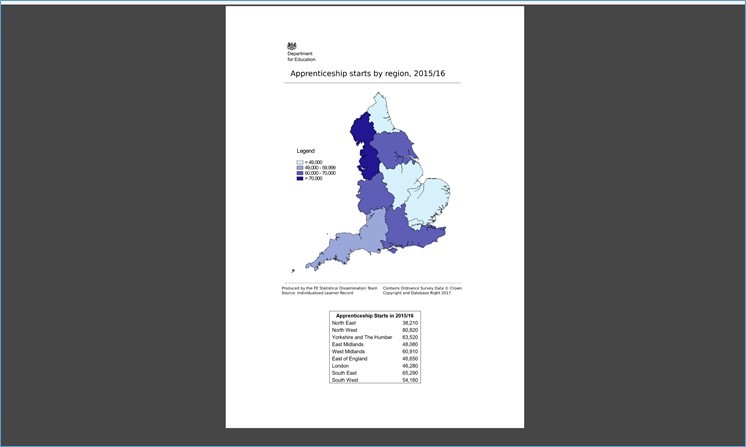 Department
for Education
Apprenticeship starts by region, 2015/16
Legend
< 49,000
49,000 - 59,999
60,000 - 70,000
> 70,000
Produced by the FE Statistical Dissemination Team
Source: Individualised Learner Record
Contains Ordnance Survey Data © Crown
Copyright and Database Right 2017
Apprenticeship Starts in 2015/16
North East 38,210
North West 80,820
Yorkshire and The Humber 63,520
East Midlands 48,080
West Midlands 60,910
East of England 46,650
London 46,280
South East 65,290
South West 54,160